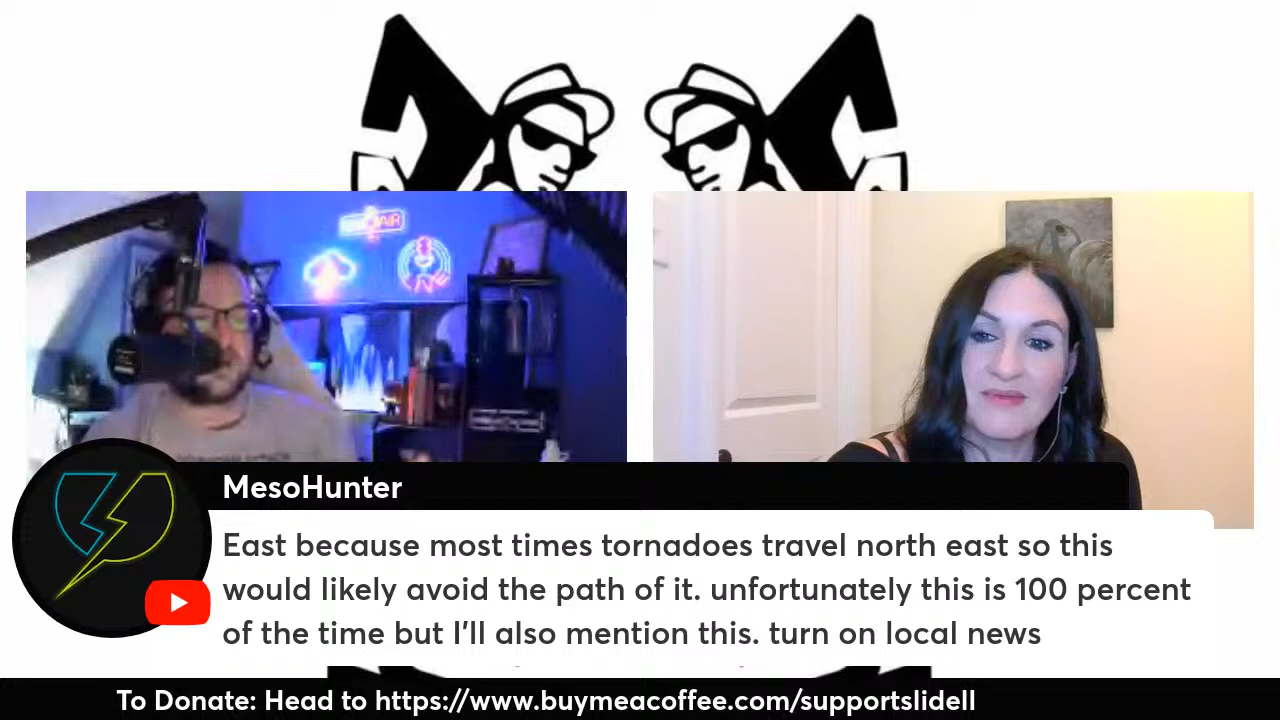 MesoHunter
East because most times tornadoes travel north east so this
would likely avoid the path of it. unfortunately this is 100 percent
of the time but I'll also mention this. turn on local news
To Donate: Head to https://www.buymeacoffee.com/supportslidell